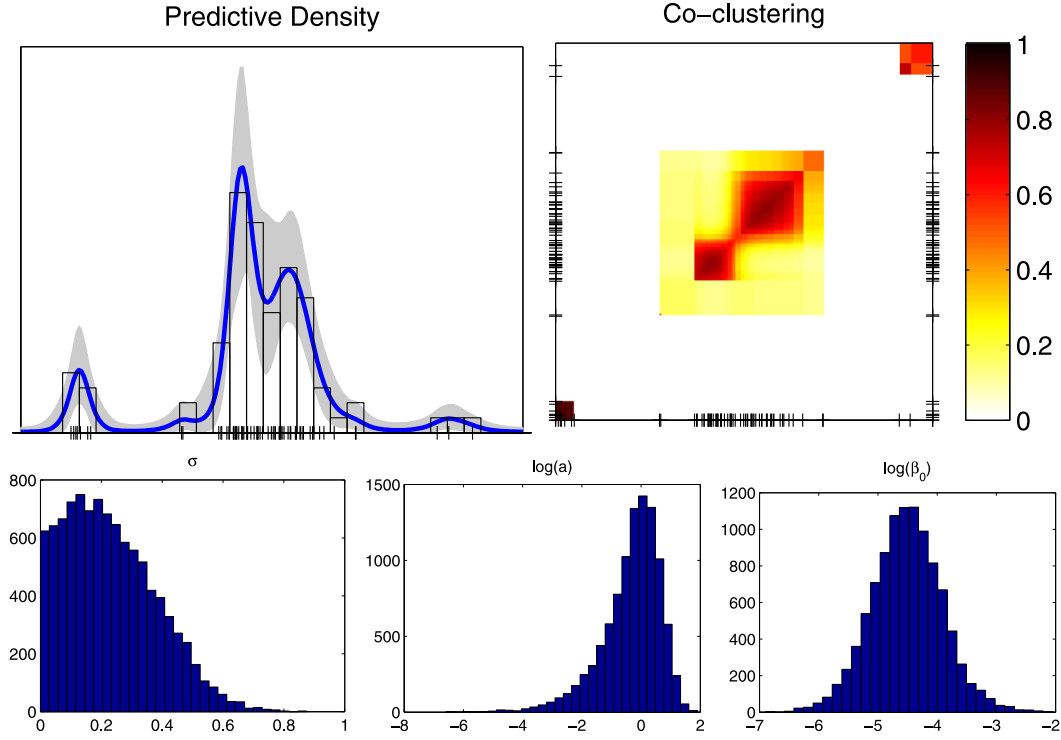 Predictive Density
Co-clustering
1
0.8
0.6
0.4
0.2
0
σ
800
600
400
200
0
0 0.2 0.4 0.6 0.8 1
log(a)
1500
1000
500
0
−8 −6 −4 −2 0 2
log(β₀)
1200
1000
800
600
400
200
0
−7 −6 −5 −4 −3 −2